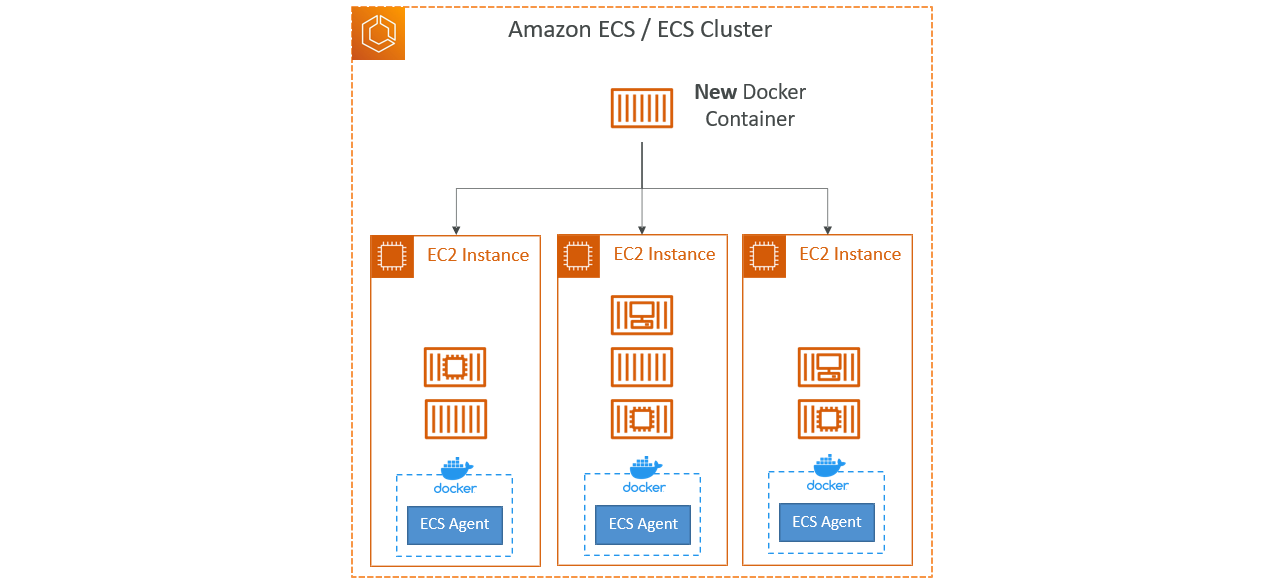 Amazon ECS / ECS Cluster
New Docker
Container
EC2 Instance
EC2 Instance
EC2 Instance
docker
docker
docker
ECS Agent
ECS Agent
ECS Agent